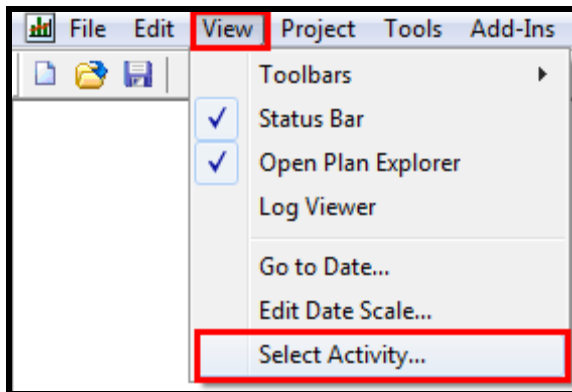 File Edit View Project Tools Add-Ins
Toolbars
Status Bar
Open Plan Explorer
Log Viewer
Go to Date...
Edit Date Scale...
Select Activity...